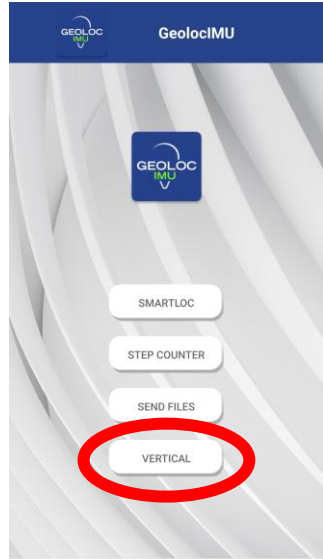 GEOLOC
IMU
GeolocIMU
GEOLOC
IMU
SMARTLOC
STEP COUNTER
SEND FILES
VERTICAL